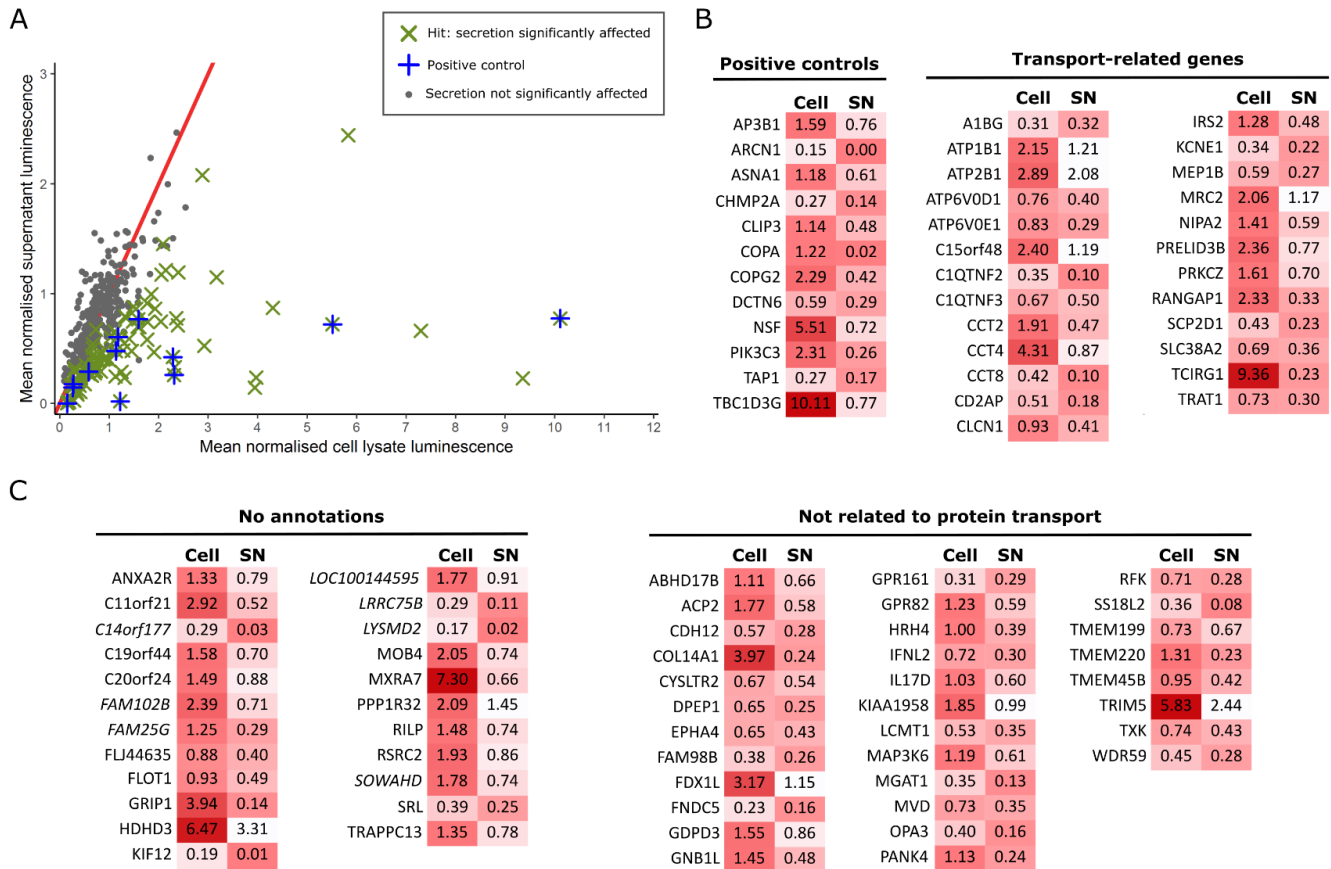 A
Hit: secretion significantly affected
Positive control
Secretion not significantly affected
Mean normalised supernatant luminescence
3
2
1
0
0 1 2 3 4 5 6 7 8 9 10 11 12
Mean normalised cell lysate luminescence
B
Positive controls
Cell SN
AP3B1 1.59 0.76
ARCN1 0.15 0.00
ASNA1 1.18 0.61
CHMP2A 0.27 0.14
CLIP3 1.14 0.48
COPA 1.22 0.02
COPG2 2.29 0.42
DCTN6 0.59 0.29
NSF 5.51 0.72
PIK3C3 2.31 0.26
TAP1 0.27 0.17
TBC1D3G 10.11 0.77
Transport-related genes
Cell SN
A1BG 0.31 0.32
ATP1B1 2.15 1.21
ATP2B1 2.89 2.08
ATP6V0D1 0.76 0.40
ATP6V0E1 0.83 0.29
C15orf48 2.40 1.19
C1QTNF2 0.35 0.10
C1QTNF3 0.67 0.50
CCT2 1.91 0.47
CCT4 4.31 0.87
CCT8 0.42 0.10
CD2AP 0.51 0.18
CLCN1 0.93 0.41
Cell SN
IRS2 1.28 0.48
KCNE1 0.34 0.22
MEP1B 0.59 0.27
MRC2 2.06 1.17
NIPA2 1.41 0.59
PRELID3B 2.36 0.77
PRKCZ 1.61 0.70
RANGAP1 2.33 0.33
SCP2D1 0.43 0.23
SLC38A2 0.69 0.36
TCIRG1 9.36 0.23
TRAT1 0.73 0.30
C
No annotations
Cell SN
ANXA2R 1.33 0.79
C11orf21 2.92 0.52
C14orf177 0.29 0.03
C19orf44 1.58 0.70
C20orf24 1.49 0.88
FAM102B 2.39 0.71
FAM25G 1.25 0.29
FLJ44635 0.88 0.40
FLOT1 0.93 0.49
GRIP1 3.94 0.14
HDHD3 6.47 3.31
KIF12 0.19 0.01
Cell SN
LOC100144595 1.77 0.91
LRRC75B 0.29 0.11
LYSMD2 0.17 0.02
MOB4 2.05 0.74
MXRA7 7.30 0.66
PPP1R32 2.09 1.45
RILP 1.48 0.74
RSRC2 1.93 0.86
SOWAHD 1.78 0.74
SRL 0.39 0.25
TRAPPC13 1.35 0.78
Not related to protein transport
Cell SN
ABHD17B 1.11 0.66
ACP2 1.77 0.58
CDH12 0.57 0.28
COL14A1 3.97 0.24
CYSLTR2 0.67 0.54
DPEP1 0.65 0.25
EPHA4 0.65 0.43
FAM98B 0.38 0.26
FDX1L 3.17 1.15
FNDC5 0.23 0.16
GDPD3 1.55 0.86
GNB1L 1.45 0.48
Cell SN
GPR161 0.31 0.29
GPR82 1.23 0.59
HRH4 1.00 0.39
IFNL2 0.72 0.30
IL17D 1.03 0.60
KIAA1958 1.85 0.99
LCMT1 0.53 0.35
MAP3K6 1.19 0.61
MGAT1 0.35 0.13
MVD 0.73 0.35
OPA3 0.40 0.16
PANK4 1.13 0.24
Cell SN
RFK 0.71 0.28
SS18L2 0.36 0.08
TMEM199 0.73 0.67
TMEM220 1.31 0.23
TMEM45B 0.95 0.42
TRIM5 5.83 2.44
TXK 0.74 0.43
WDR59 0.45 0.28